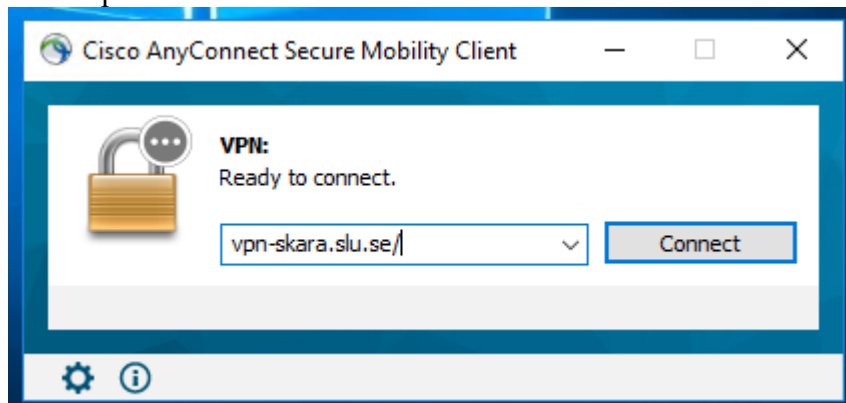 Cisco AnyConnect Secure Mobility Client
VPN:
Ready to connect.
vpn-skara.slu.se/
Connect